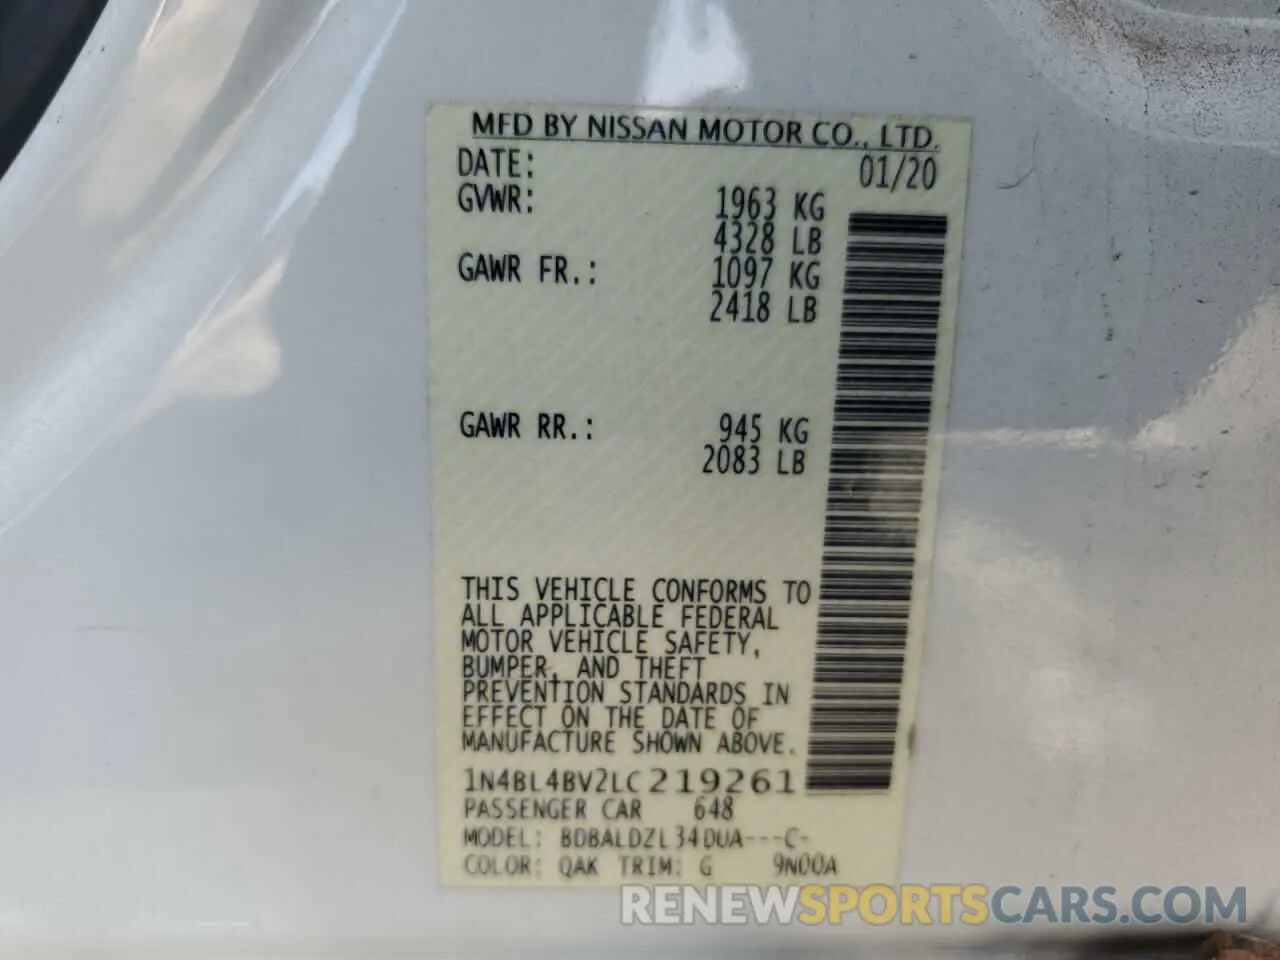 MFD BY NISSAN MOTOR CO., LTD.
DATE: 01/20
GVWR: 1963 KG
4328 LB
GAWR FR.: 1097 KG
2418 LB
GAWR RR.: 945 KG
2083 LB
THIS VEHICLE CONFORMS TO
ALL APPLICABLE FEDERAL
MOTOR VEHICLE SAFETY,
BUMPER, AND THEFT
PREVENTION STANDARDS IN
EFFECT ON THE DATE OF
MANUFACTURE SHOWN ABOVE.
1N4BL4BV2LC219261
PASSENGER CAR 648
MODEL: BDBALDZL34DUA---C-
COLOR: QAK TRIM: G 9N00A
RENEWSPORTSCARS.COM